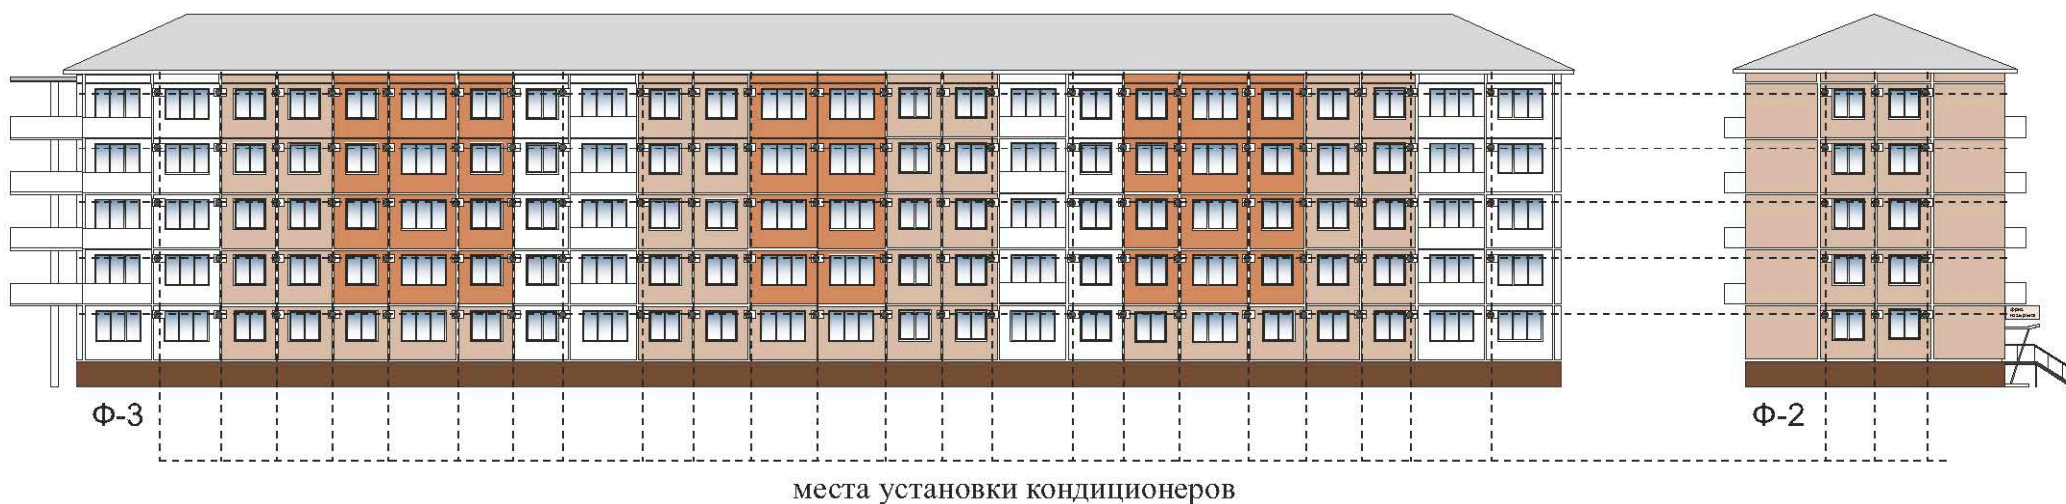 Ф-3
Ф-2
места установки кондиционеров